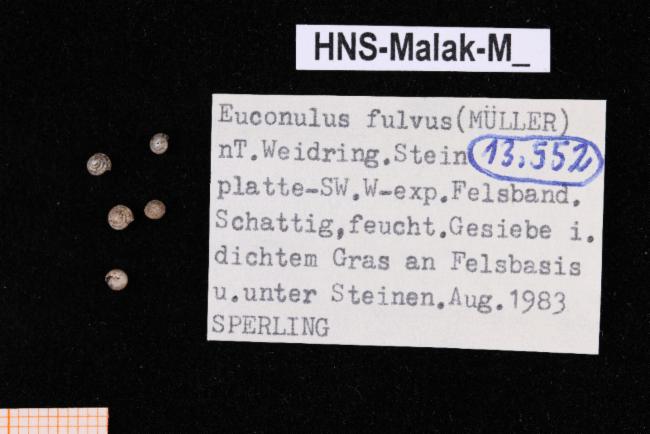 HNS-Malak-M_
Euconulus fulvus(MÜLLER)
nT.Weidring.Stein 13.552
platte-SW.W-exp.Felsband.
Schattig,feucht.Gesiebe i.
dichtem Gras an Felsbasis
u.unter Steinen.Aug.1983
SPERLING